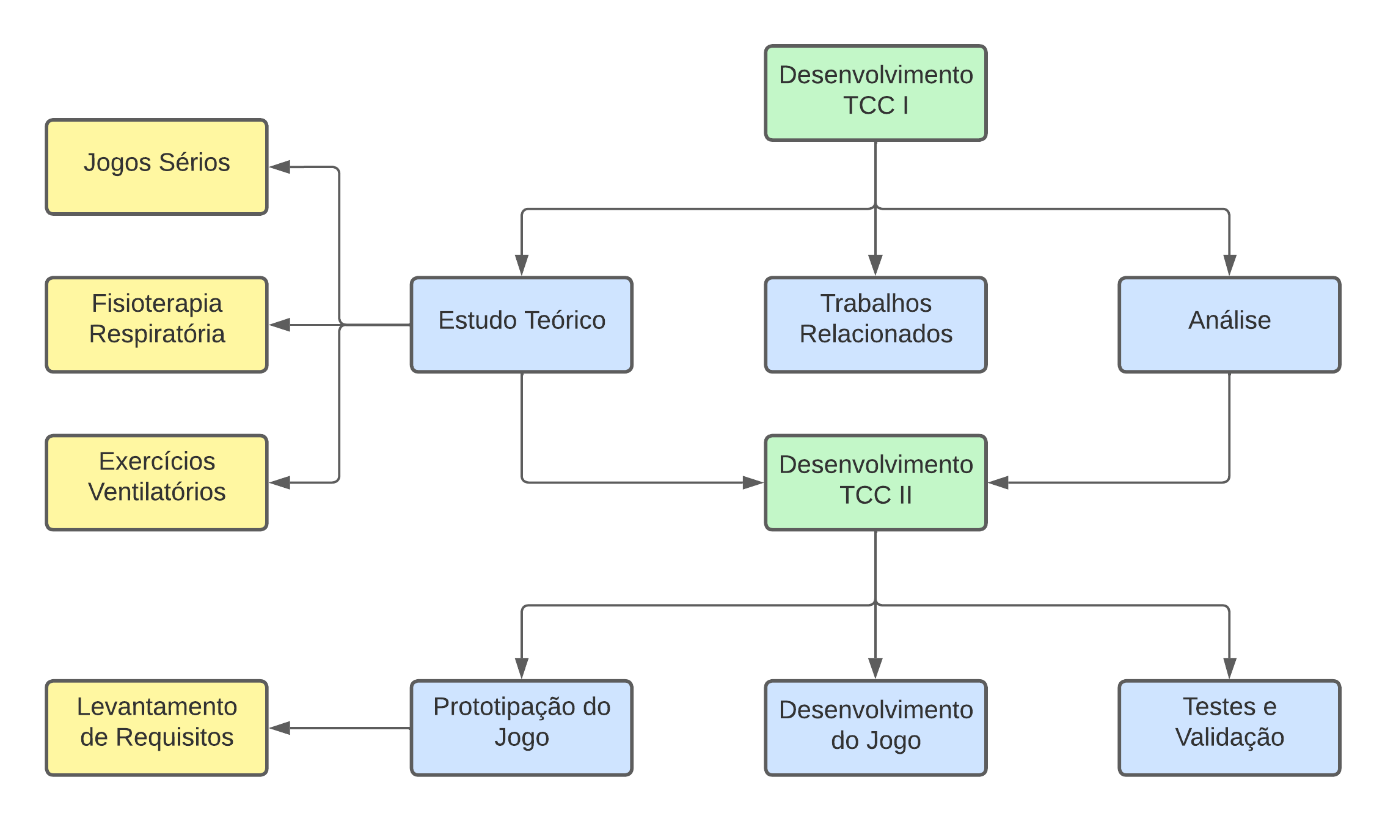 Desenvolvimento
TCC I
Jogos Sérios
Fisioterapia
Respiratória
Estudo Teórico
Trabalhos
Relacionados
Análise
Exercícios
Ventilatórios
Desenvolvimento
TCC II
Levantamento
de Requisitos
Prototipação do
Jogo
Desenvolvimento
do Jogo
Testes e
Validação